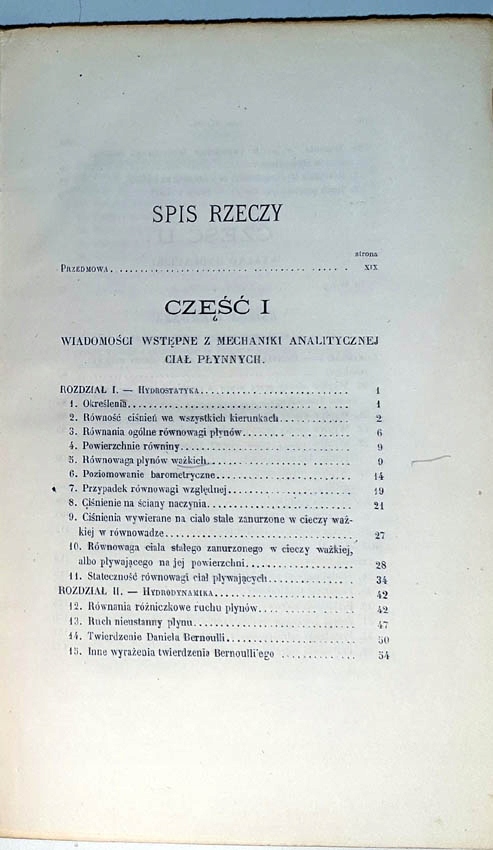 SPIS RZECZY
strona
PRZEDMOWA. . . . . . . . . . . . . . . . . . . . XIX
CZĘŚĆ I
WIADOMOŚCI WSTĘPNE Z MECHANIKI ANALITYCZNEJ
CIAŁ PŁYNNYCH.
ROZDZIAŁ I. — HYDROSTATYKA. . . . . . . . . . . . 1
1. Określenia. . . . . . . . . . . . 1
2. Równość ciśnień we wszystkich kierunkach. . . . . . 2
3. Równania ogólne równowagi płynów. . . . . . 6
4. Powierzchnie równiny. . . . . . 9
5. Równowaga płynów ważkich. . . . . . 9
6. Poziomowanie barometryczne. . . . . . 14
7. Przypadek równowagi względnej. . . . . . 19
8. Ciśnienie na ściany naczynia. . . . . . 21
9. Ciśnienia wywierane na ciało stałe zanurzone w cieczy waż-
kiej w równowadze. . . . . . 27
10. Równowaga ciała stałego zanurzonego w cieczy ważkiej,
albo pływającego na jej powierzchni. . . . . . 28
11. Stateczność równowagi ciał pływających. . . . . . 34
ROZDZIAŁ II. — HYDRODYNAMIKA. . . . . . 42
12. Równania różniczkowe ruchu płynów. . . . . . 42
13. Ruch nieustanny płynu. . . . . . 47
14. Twierdzenie Daniela Bernoulli. . . . . . 50
15. Inne wyrażenia twierdzenia Bernoulli'ego . . . . . . 54